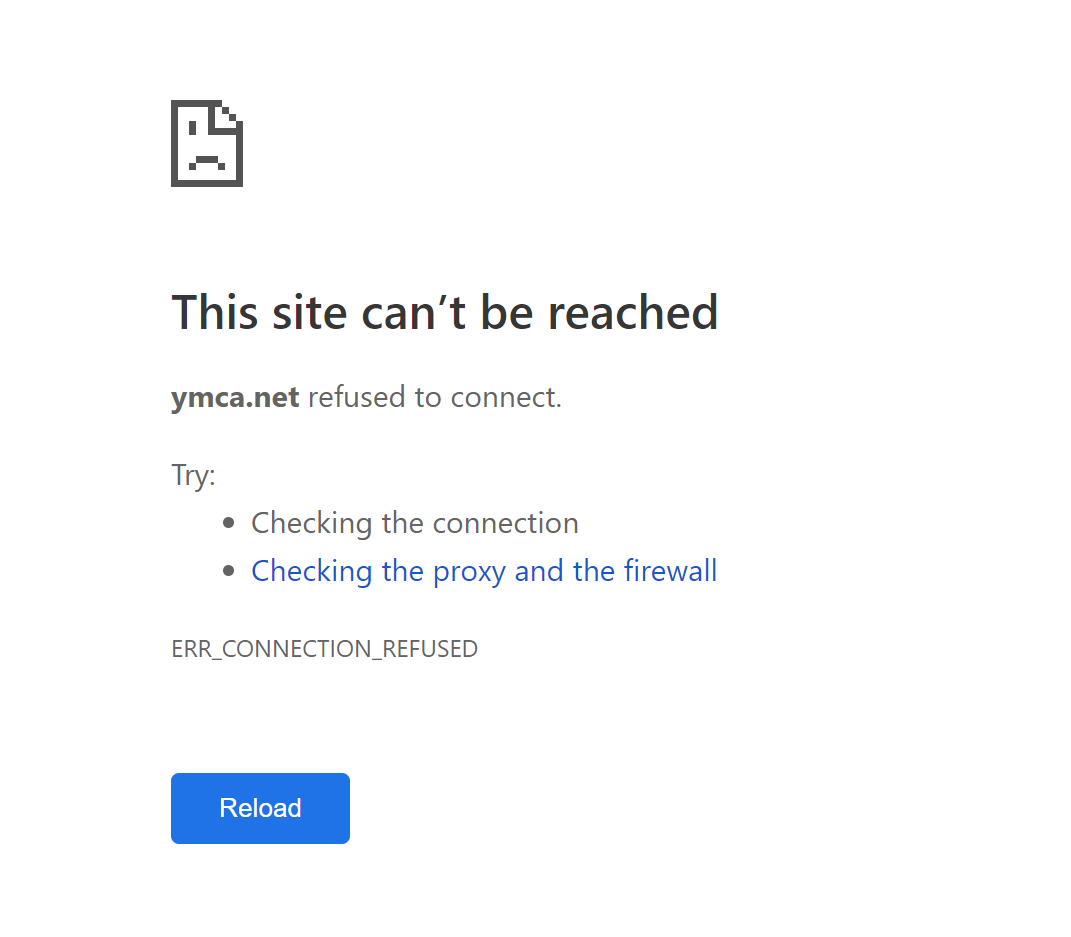 This site can’t be reached
ymca.net refused to connect.
Try:
• Checking the connection
• Checking the proxy and the firewall
ERR_CONNECTION_REFUSED
Reload